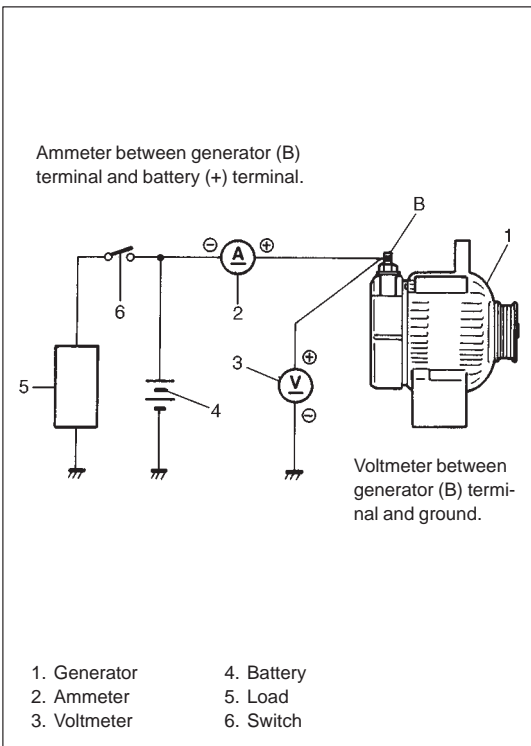 Ammeter between generator (B)
terminal and battery (+) terminal.
B
1
⊖ A ⊕
6
2
⊕
3
V
5
4
⊖
Voltmeter between
generator (B) termi-
nal and ground.
1. Generator
2. Ammeter
3. Voltmeter
4. Battery
5. Load
6. Switch